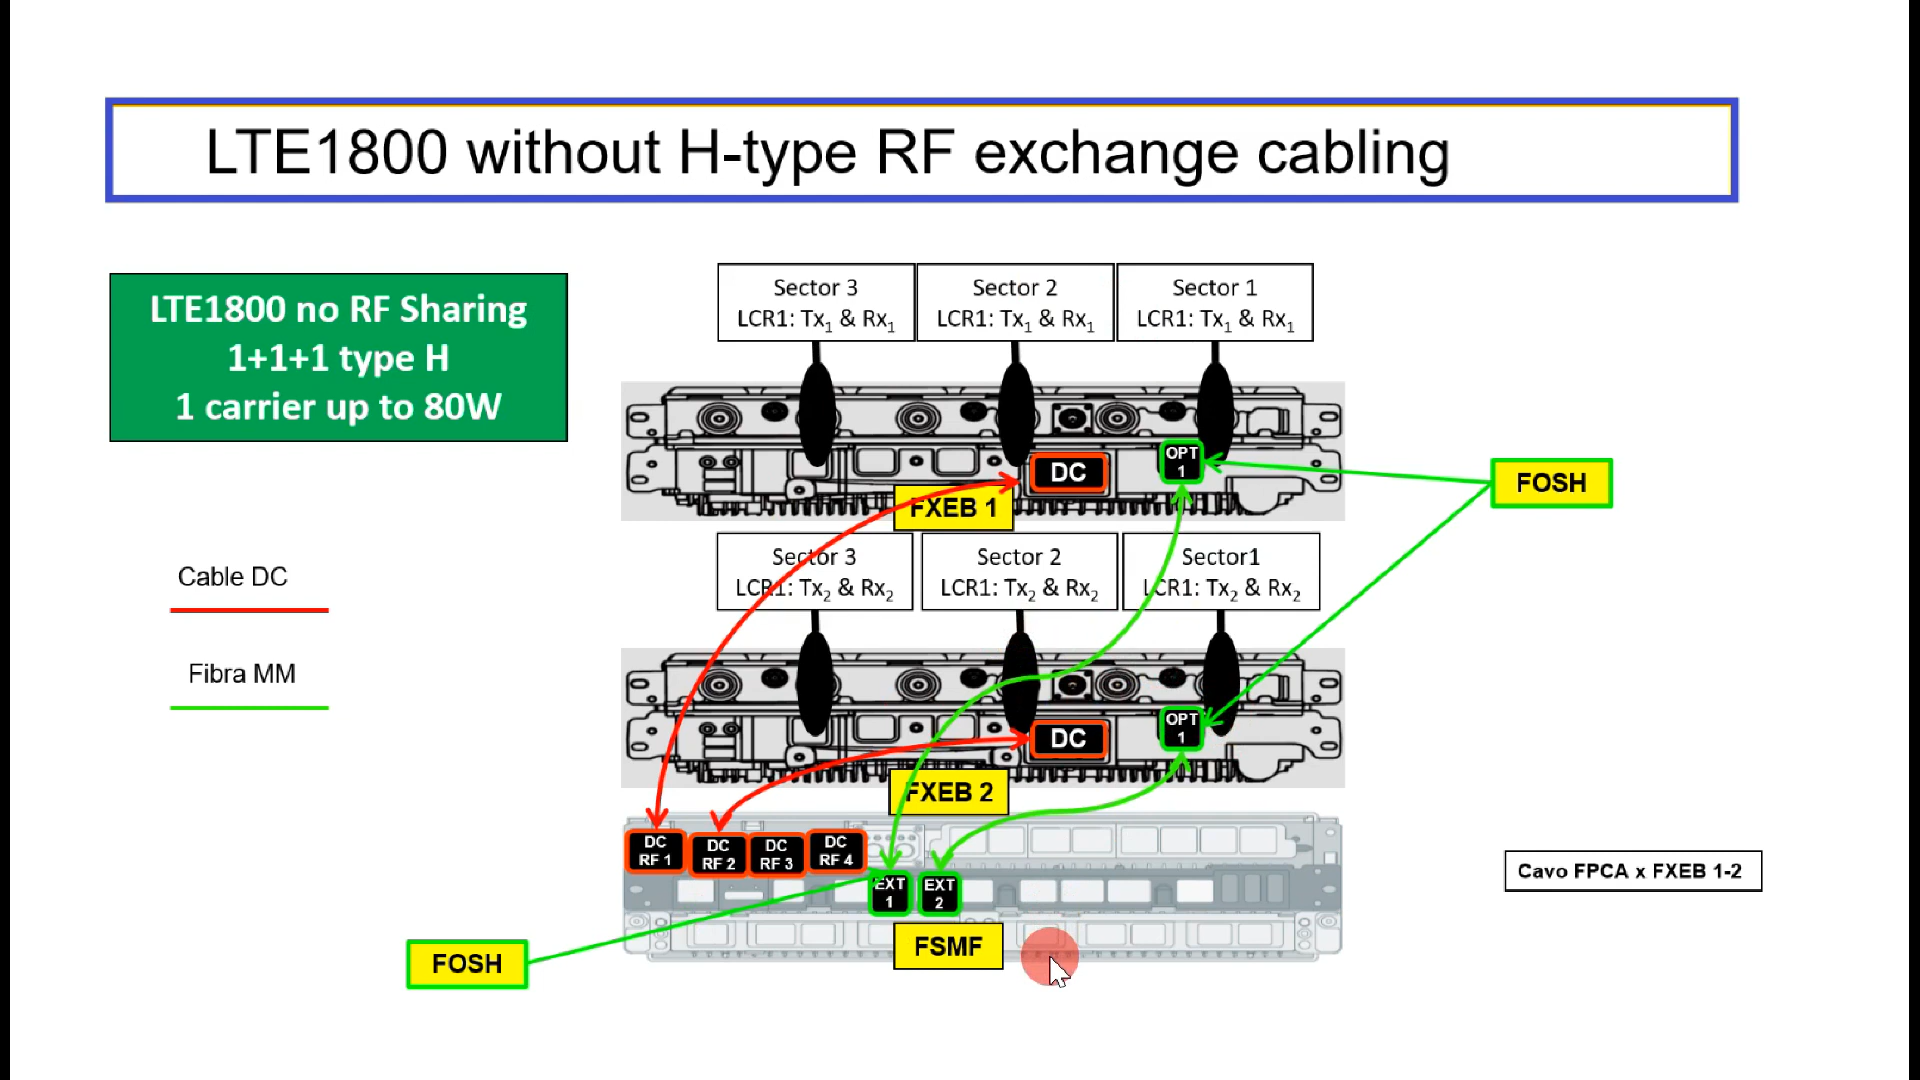 LTE1800 without H-type RF exchange cabling
LTE1800 no RF Sharing
1+1+1 type H
1 carrier up to 80W
Sector 3
LCR1: Tx₁ & Rx₁
Sector 2
LCR1: Tx₁ & Rx₁
Sector 1
LCR1: Tx₁ & Rx₁
DC
OPT
1
FXEB 1
FOSH
Cable DC
Fibra MM
Sector 3
LCR1: Tx₂ & Rx₂
Sector 2
LCR1: Tx₂ & Rx₂
Sector1
LCR1: Tx₂ & Rx₂
DC
OPT
1
FXEB 2
DC
RF 1
DC
RF 2
DC
RF 3
DC
RF 4
EXT
1
EXT
2
FSMF
FOSH
Cavo FPCA x FXEB 1-2